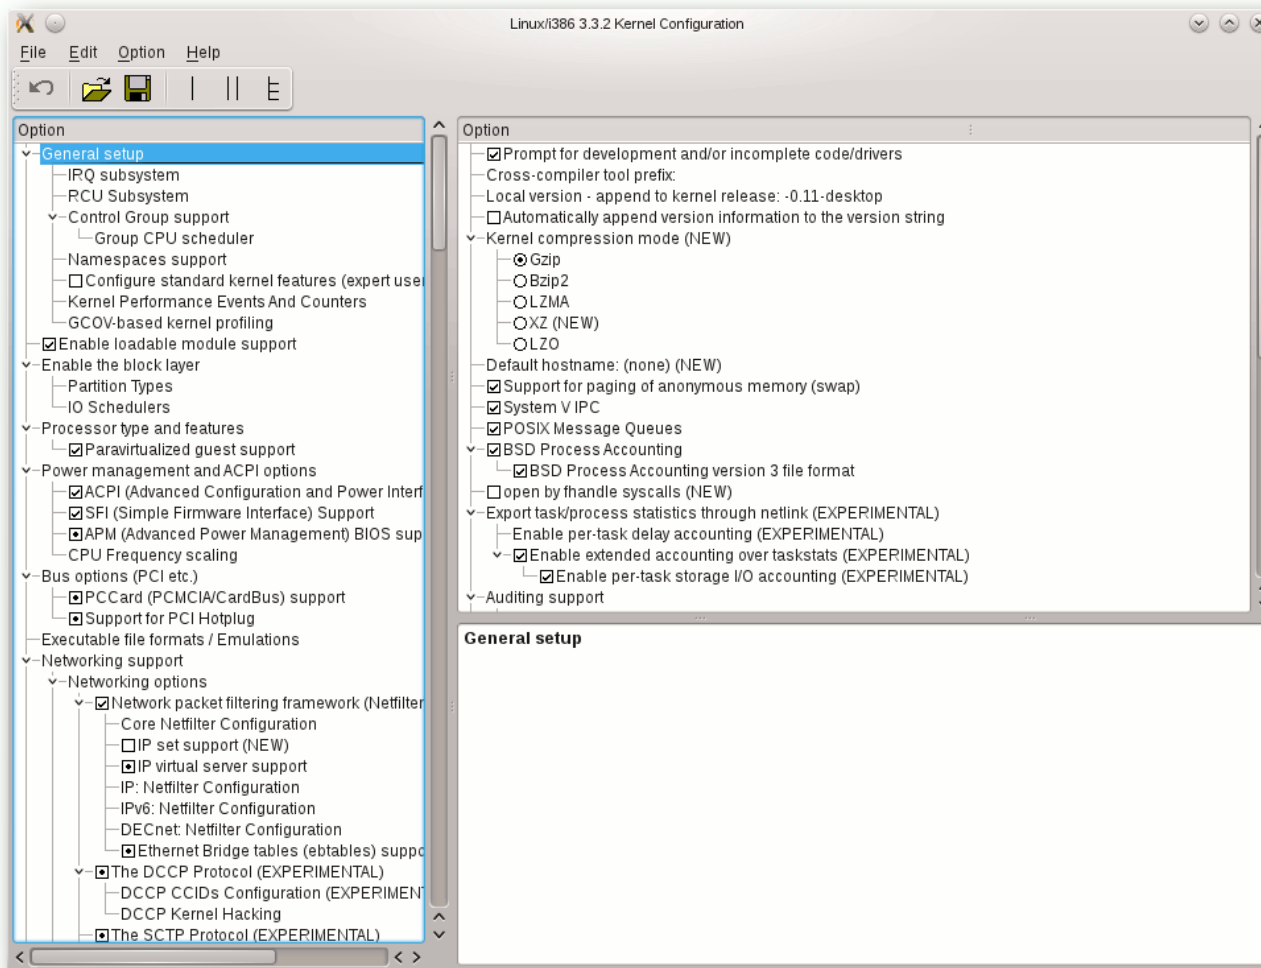 Linux/i386 3.3.2 Kernel Configuration
File Edit Option Help
Option
General setup
IRQ subsystem
RCU Subsystem
Control Group support
Group CPU scheduler
Namespaces support
Configure standard kernel features (expert user
Kernel Performance Events And Counters
GCOV-based kernel profiling
Enable loadable module support
Enable the block layer
Partition Types
IO Schedulers
Processor type and features
Paravirtualized guest support
Power management and ACPI options
ACPI (Advanced Configuration and Power Interf
SFI (Simple Firmware Interface) Support
APM (Advanced Power Management) BIOS sup
CPU Frequency scaling
Bus options (PCI etc.)
PCCard (PCMCIA/CardBus) support
Support for PCI Hotplug
Executable file formats / Emulations
Networking support
Networking options
Network packet filtering framework (Netfilter
Core Netfilter Configuration
IP set support (NEW)
IP virtual server support
IP: Netfilter Configuration
IPv6: Netfilter Configuration
DECnet: Netfilter Configuration
Ethernet Bridge tables (ebtables) suppo
The DCCP Protocol (EXPERIMENTAL)
DCCP CCIDs Configuration (EXPERIMENT
DCCP Kernel Hacking
The SCTP Protocol (EXPERIMENTAL)
Option
Prompt for development and/or incomplete code/drivers
Cross-compiler tool prefix:
Local version - append to kernel release: -0.11-desktop
Automatically append version information to the version string
Kernel compression mode (NEW)
Gzip
Bzip2
LZMA
XZ (NEW)
LZO
Default hostname: (none) (NEW)
Support for paging of anonymous memory (swap)
System V IPC
POSIX Message Queues
BSD Process Accounting
BSD Process Accounting version 3 file format
open by fhandle syscalls (NEW)
Export task/process statistics through netlink (EXPERIMENTAL)
Enable per-task delay accounting (EXPERIMENTAL)
Enable extended accounting over taskstats (EXPERIMENTAL)
Enable per-task storage I/O accounting (EXPERIMENTAL)
Auditing support
General setup